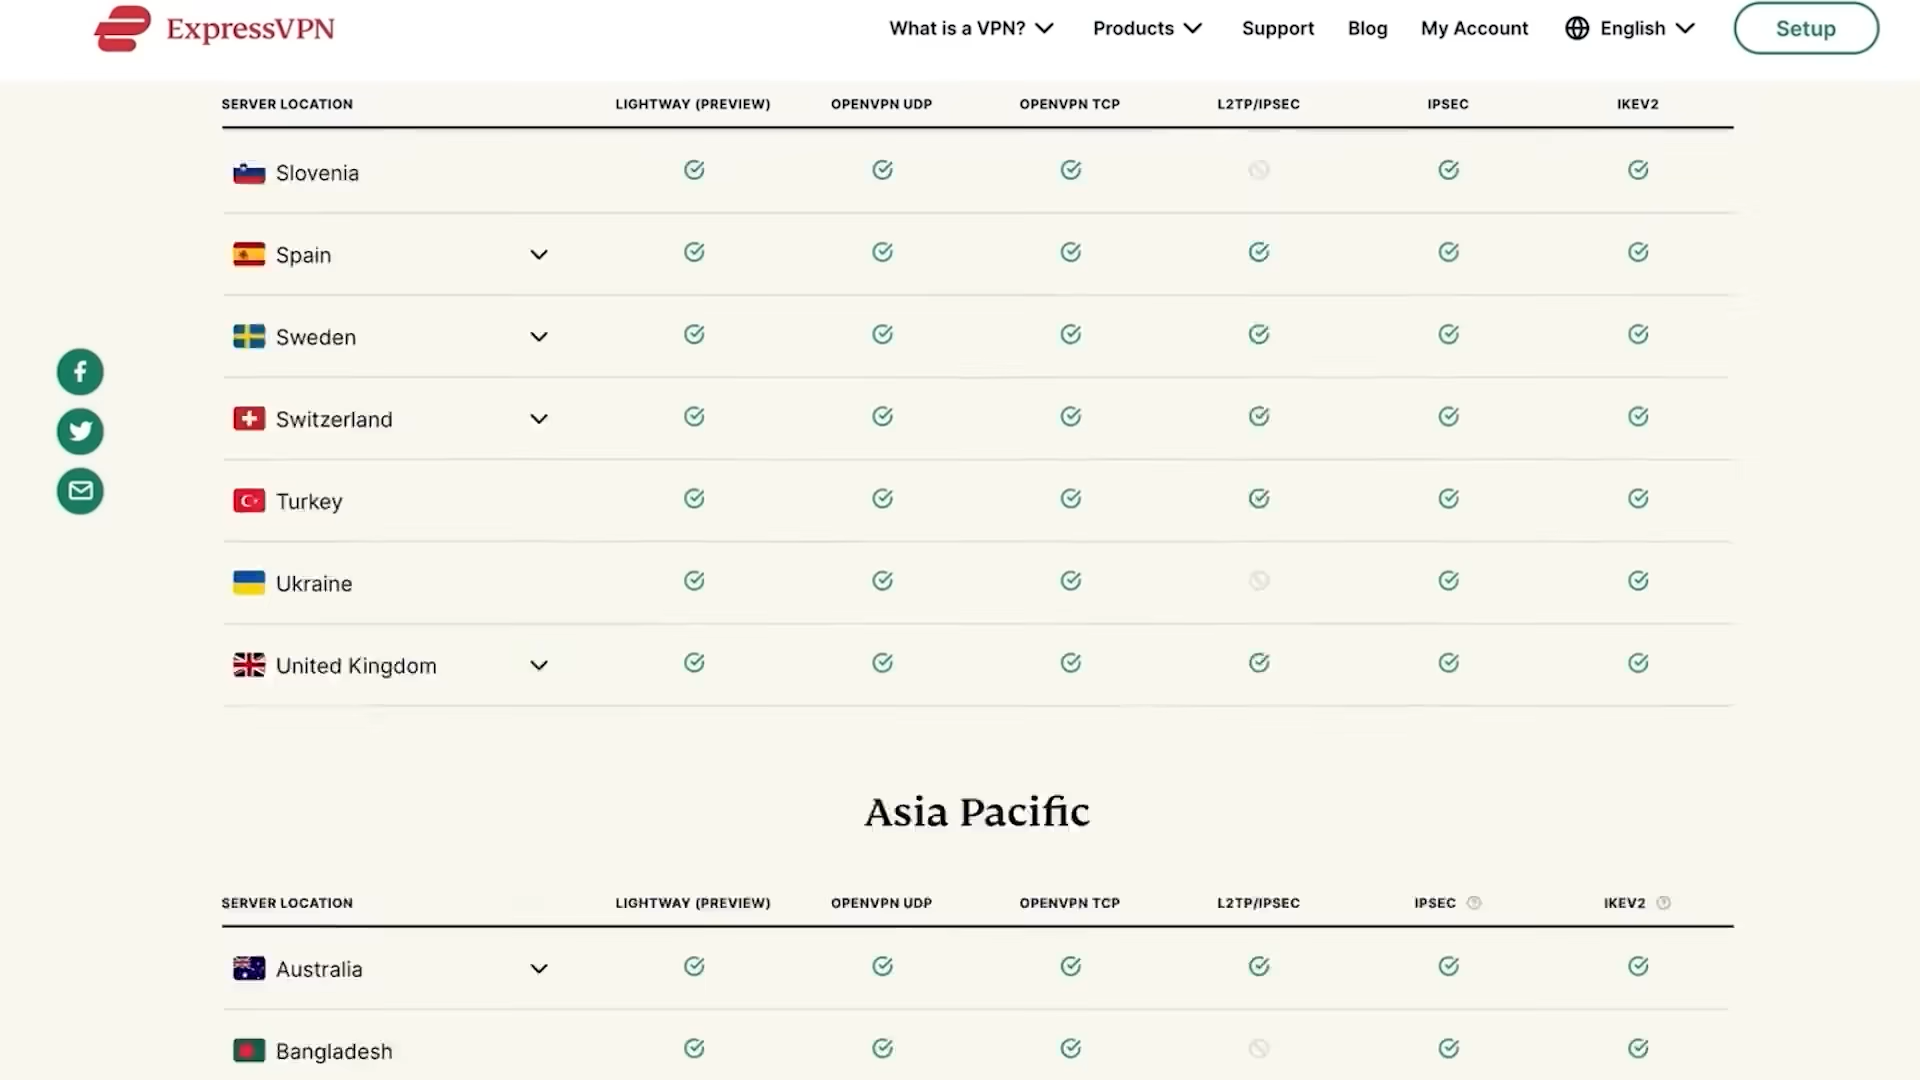 ExpressVPN What is a VPN? Products Support Blog My Account English Setup
SERVER LOCATION LIGHTWAY (PREVIEW) OPENVPN UDP OPENVPN TCP L2TP/IPSEC IPSEC IKEV2
Slovenia
Spain
Sweden
Switzerland
Turkey
Ukraine
United Kingdom
Asia Pacific
SERVER LOCATION LIGHTWAY (PREVIEW) OPENVPN UDP OPENVPN TCP L2TP/IPSEC IPSEC IKEV2
Australia
Bangladesh